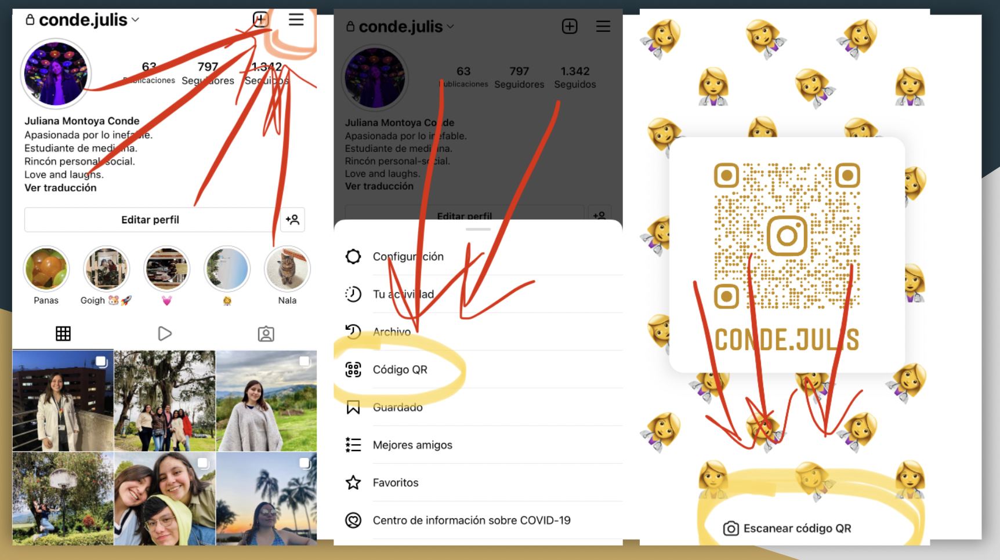 conde.julis
63
797
1.342
Publicaciones
Seguidores
Seguidos
Juliana Montoya Conde
Apasionada por lo inefable.
Estudiante de medicina.
Rincón personal-social.
Love and laughs.
Ver traducción
Editar perfil
Panas
Goigh 🐹🚀
💓
👩‍⚕️
Nala
conde.julis
63
797
1.342
Publicaciones
Seguidores
Seguidos
Juliana Montoya Conde
Apasionada por lo inefable.
Estudiante de medicina.
Rincón personal-social.
Love and laughs.
Ver traducción
Editar perfil
Configuración
Tu actividad
Archivo
Código QR
Guardado
Mejores amigos
Favoritos
Centro de información sobre COVID-19
CONDE.JULIS
Escanear código QR